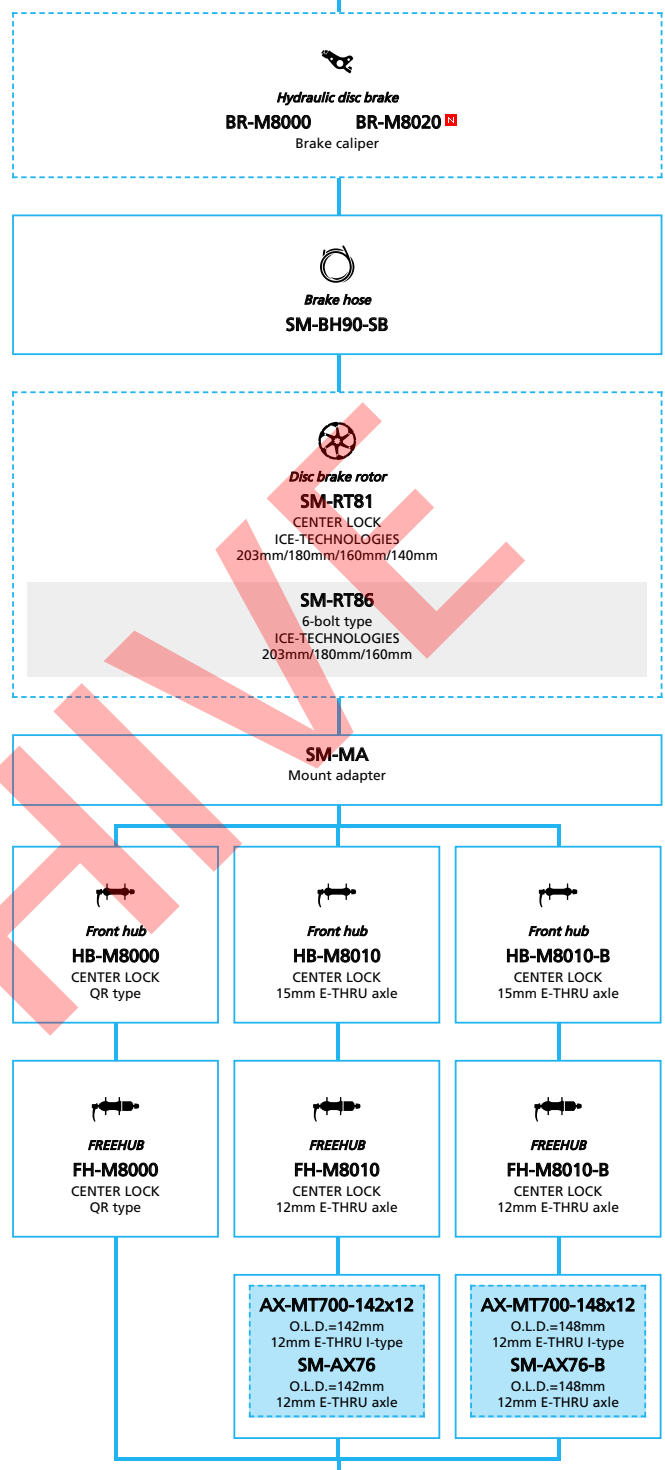 Hydraulic disc brake
BR-M8000 BR-M8020 N
Brake caliper
Brake hose
SM-BH90-SB
Disc brake rotor
SM-RT81
CENTER LOCK
ICE-TECHNOLOGIES
203mm/180mm/160mm/140mm
SM-RT86
6-bolt type
ICE-TECHNOLOGIES
203mm/180mm/160mm
SM-MA
Mount adapter
Front hub
HB-M8000
CENTER LOCK
QR type
Front hub
HB-M8010
CENTER LOCK
15mm E-THRU axle
Front hub
HB-M8010-B
CENTER LOCK
15mm E-THRU axle
FREEHUB
FH-M8000
CENTER LOCK
QR type
FREEHUB
FH-M8010
CENTER LOCK
12mm E-THRU axle
FREEHUB
FH-M8010-B
CENTER LOCK
12mm E-THRU axle
AX-MT700-142x12
O.L.D.=142mm
12mm E-THRU I-type
SM-AX76
O.L.D.=142mm
12mm E-THRU axle
AX-MT700-148x12
O.L.D.=148mm
12mm E-THRU I-type
SM-AX76-B
O.L.D.=148mm
12mm E-THRU axle
HIVE